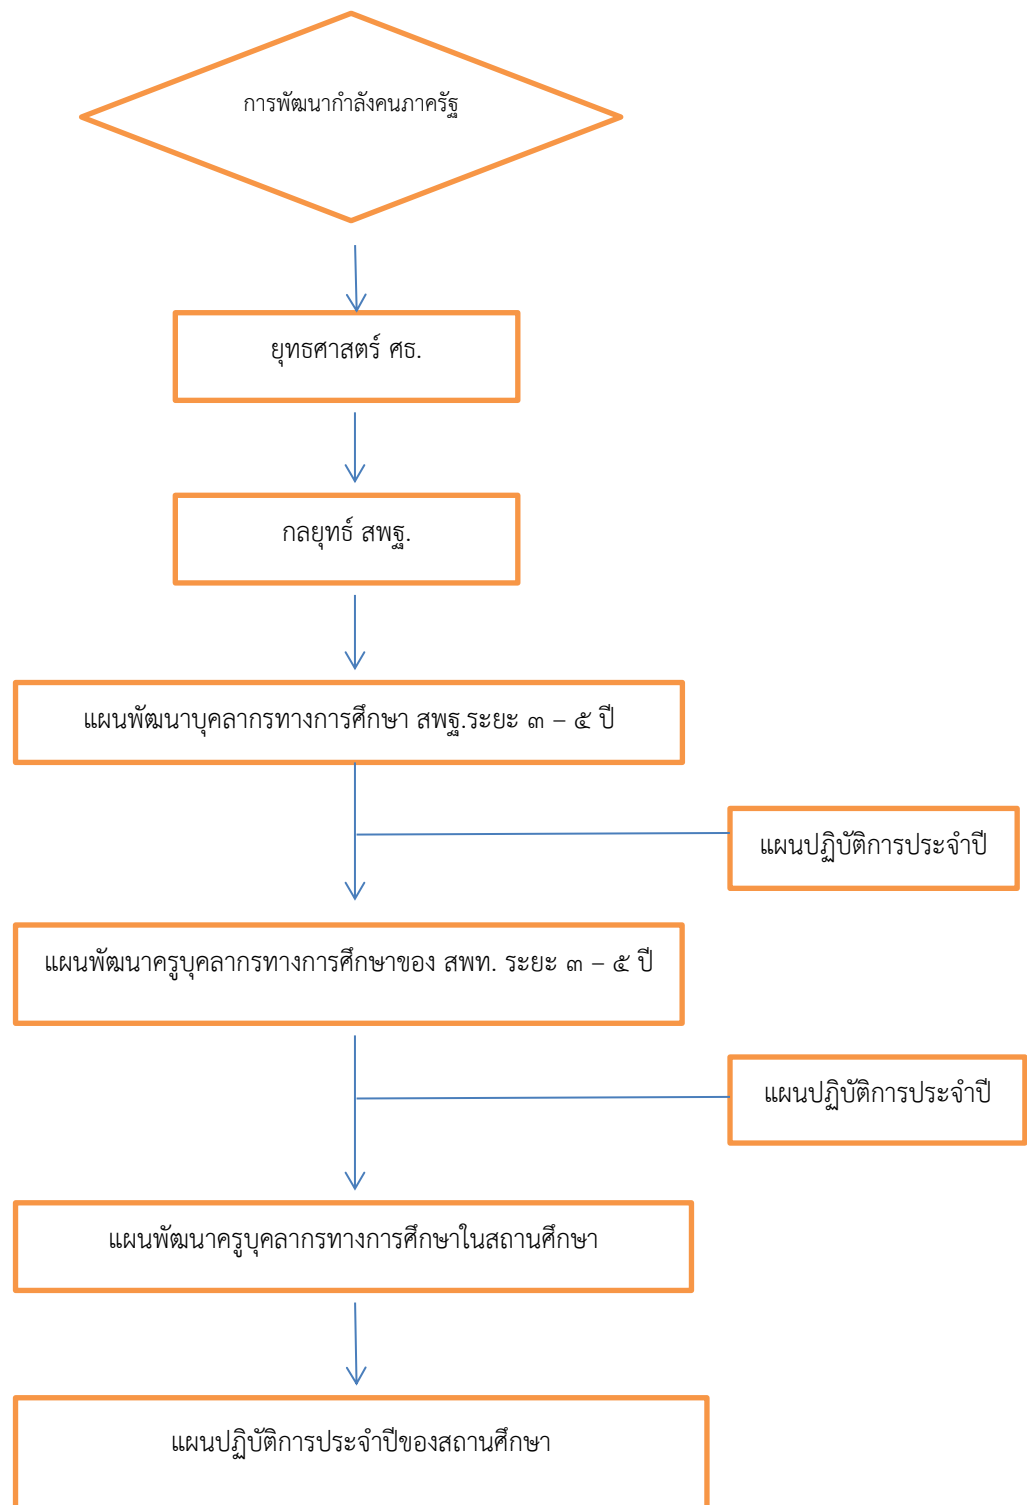 การพัฒนากำลังคนภาครัฐ
ยุทธศาสตร์ ศธ.
กลยุทธ์ สพฐ.
แผนพัฒนาบุคลากรทางการศึกษา สพฐ.ระยะ ๓ – ๕ ปี
แผนปฏิบัติการประจำปี
แผนพัฒนาครูบุคลากรทางการศึกษาของ สพท. ระยะ ๓ – ๕ ปี
แผนปฏิบัติการประจำปี
แผนพัฒนาครูบุคลากรทางการศึกษาในสถานศึกษา
แผนปฏิบัติการประจำปีของสถานศึกษา